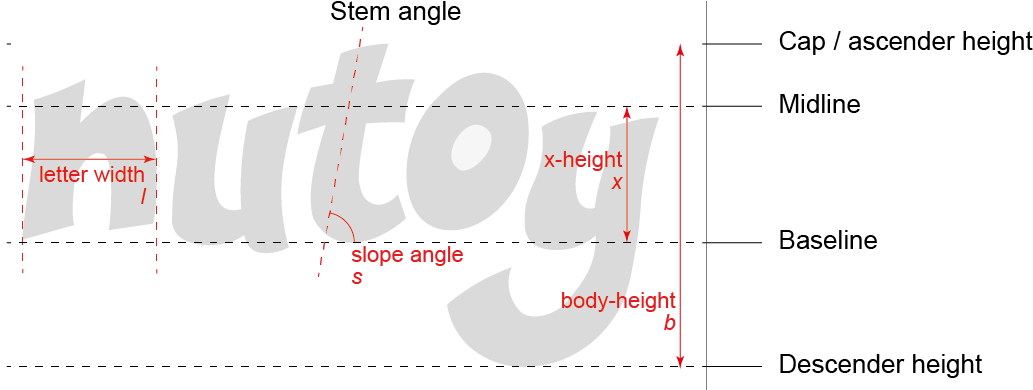 Stem angle
Cap / ascender height
nutoy
Midline
x-height
x
letter width
l
Baseline
slope angle
s
body-height
b
Descender height